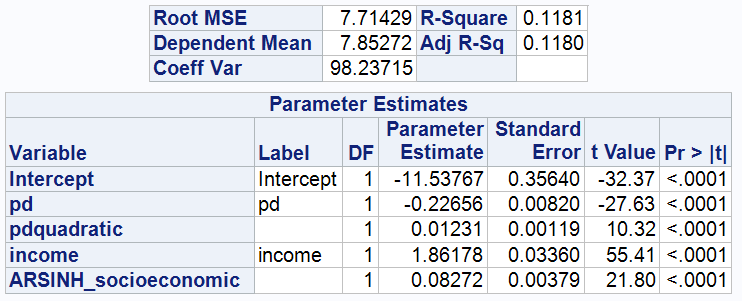 Root MSE 7.71429 R-Square 0.1181
Dependent Mean 7.85272 Adj R-Sq 0.1180
Coeff Var 98.23715
Parameter Estimates
Variable Label DF Parameter Estimate Standard Error t Value Pr > |t|
Intercept Intercept 1 -11.53767 0.35640 -32.37 <.0001
pd pd 1 -0.22656 0.00820 -27.63 <.0001
pdquadratic 1 0.01231 0.00119 10.32 <.0001
income income 1 1.86178 0.03360 55.41 <.0001
ARSINH_socioeconomic 1 0.08272 0.00379 21.80 <.0001